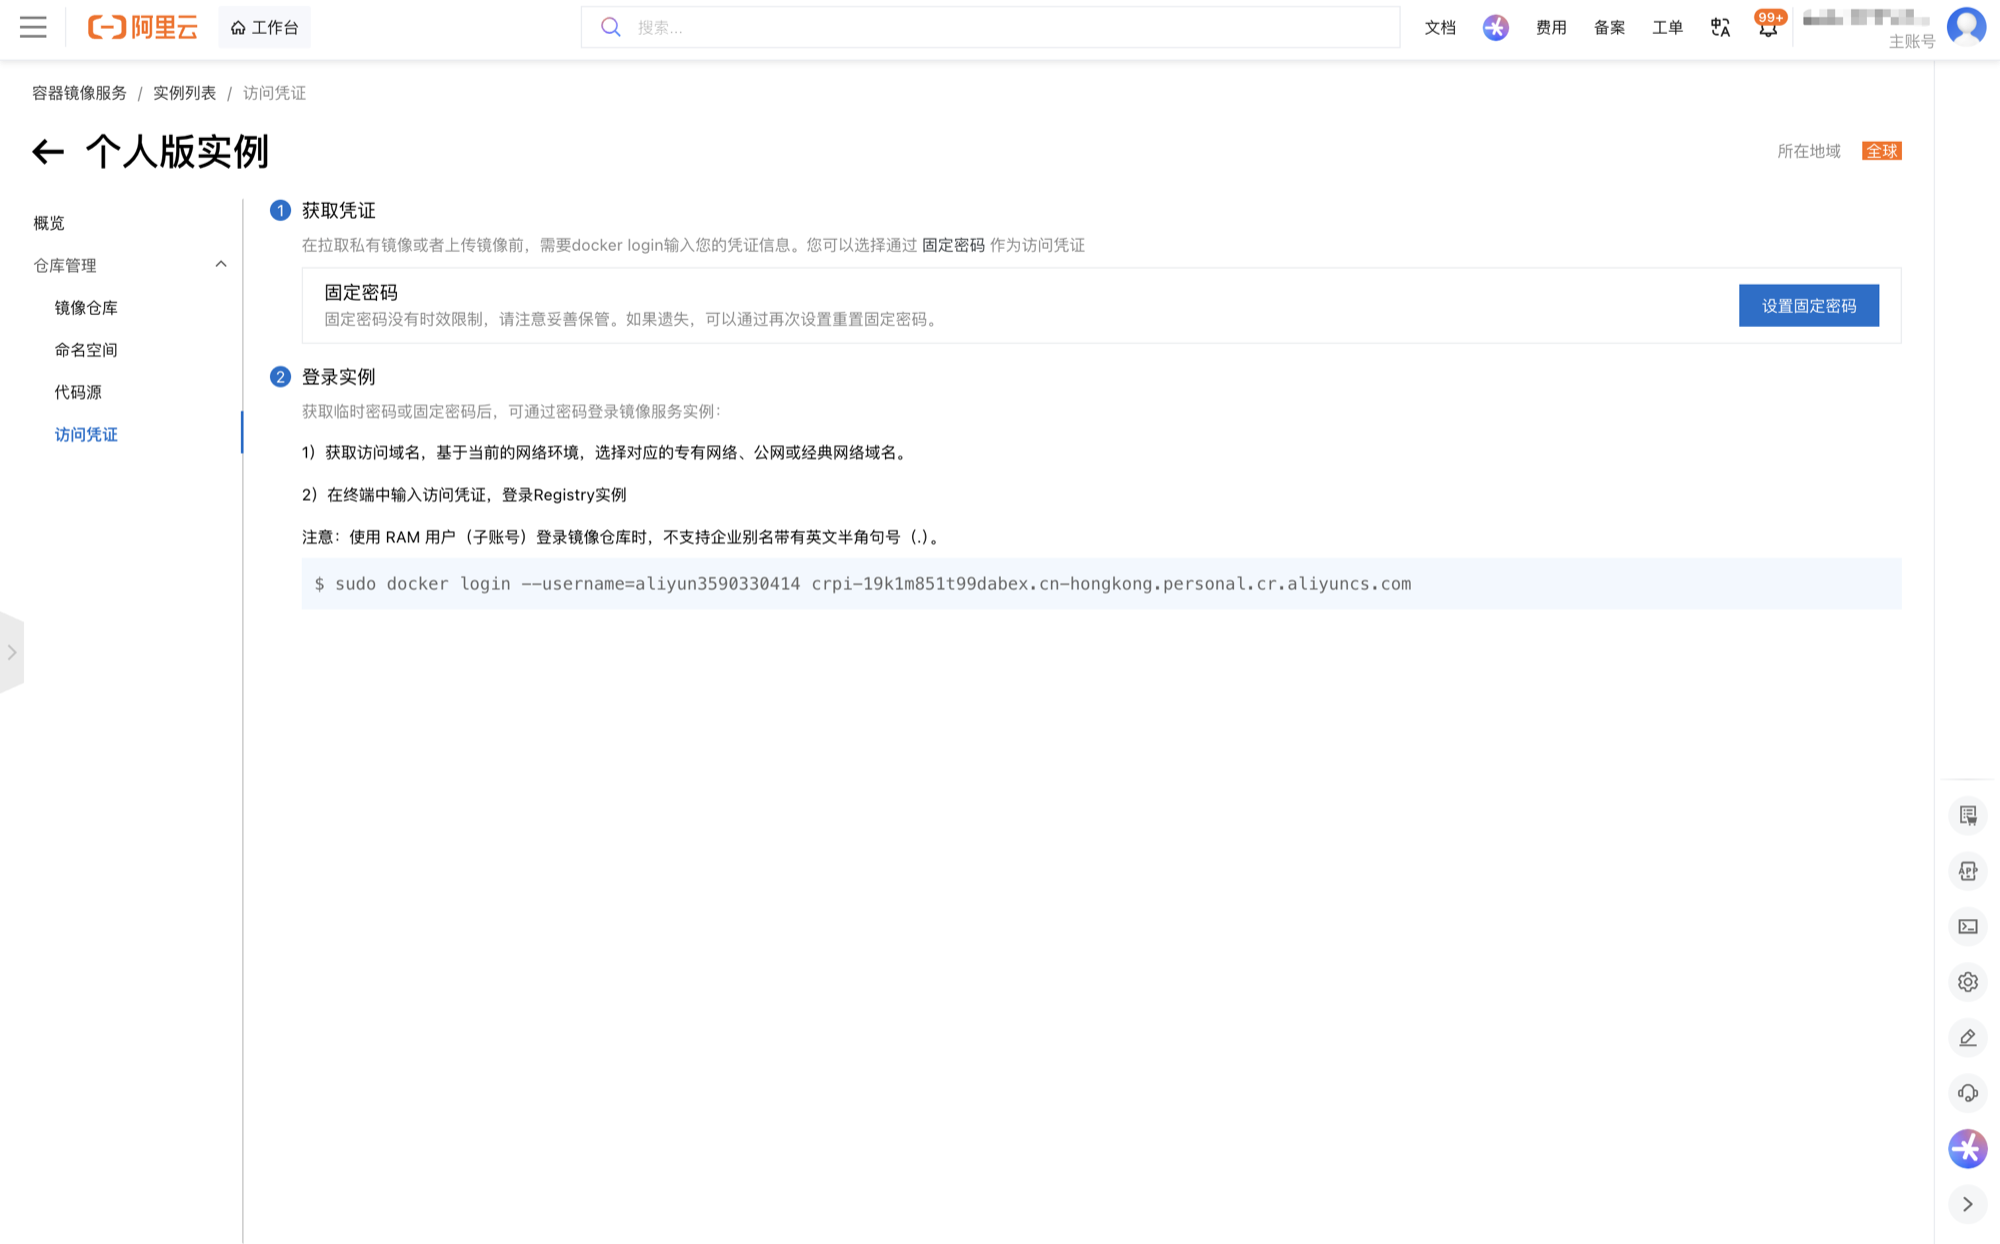 阿里云
工作台
搜索...
文档
费用
备案
工单
99+
主账号
容器镜像服务 / 实例列表 / 访问凭证
个人版实例
所在地域 全球
概览
仓库管理
镜像仓库
命名空间
代码源
访问凭证
1 获取凭证
在拉取私有镜像或者上传镜像前，需要docker login输入您的凭证信息。您可以选择通过 固定密码 作为访问凭证
固定密码
固定密码没有时效限制，请注意妥善保管。如果遗失，可以通过再次设置重置固定密码。
设置固定密码
2 登录实例
获取临时密码或固定密码后，可通过密码登录镜像服务实例：
1）获取访问域名，基于当前的网络环境，选择对应的专有网络、公网或经典网络域名。
2）在终端中输入访问凭证，登录Registry实例
注意：使用 RAM 用户（子账号）登录镜像仓库时，不支持企业别名带有英文半角句号（.）。
$ sudo docker login --username=aliyun3590330414 crpi-19k1m851t99dabex.cn-hongkong.personal.cr.aliyuncs.com
APP